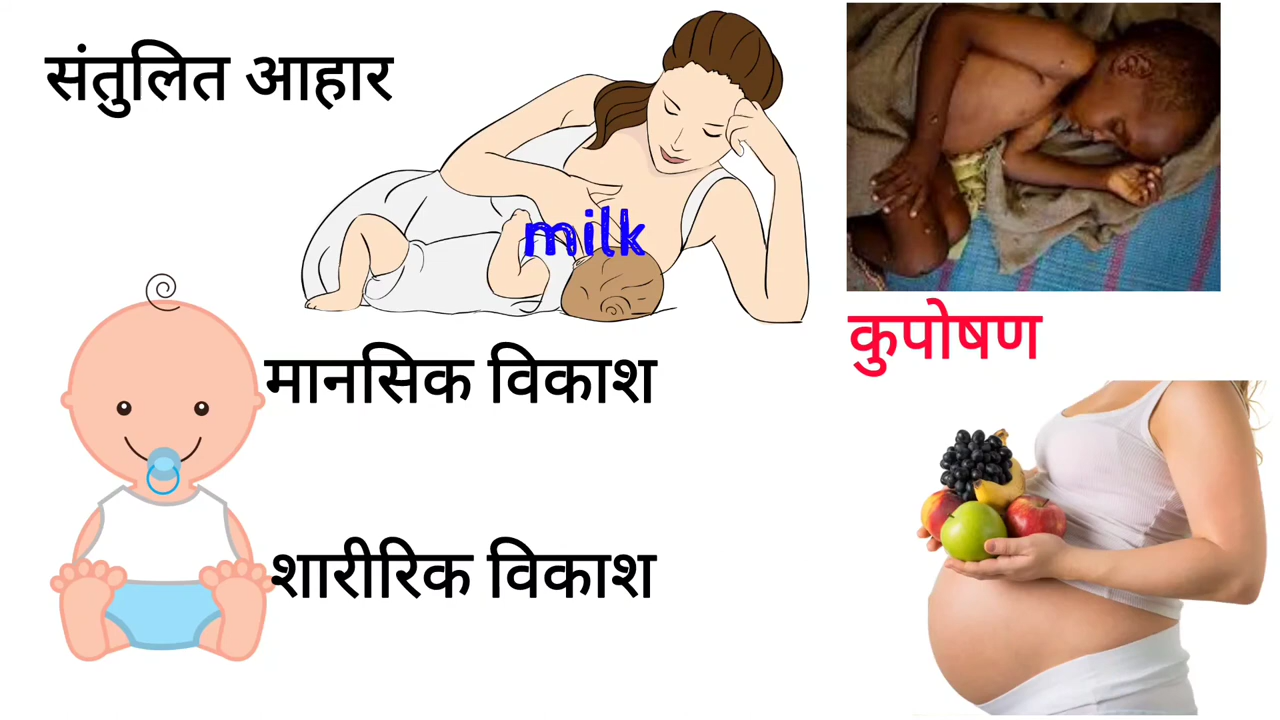 संतुलित आहार
milk
कुपोषण
मानसिक विकाश
शारीरिक विकाश